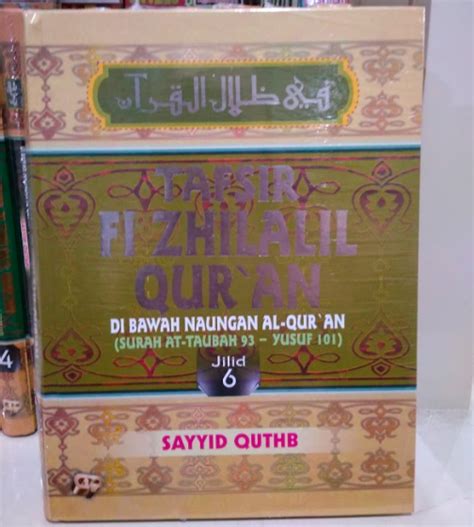 في ظلال القرآن
TAFSIR
FI ZHILALIL
QUR`AN
DI BAWAH NAUNGAN AL-QUR`AN
(SURAH AT-TAUBAH 93 – YUSUF 101)
Jilid
6
SAYYID QUTHB
4